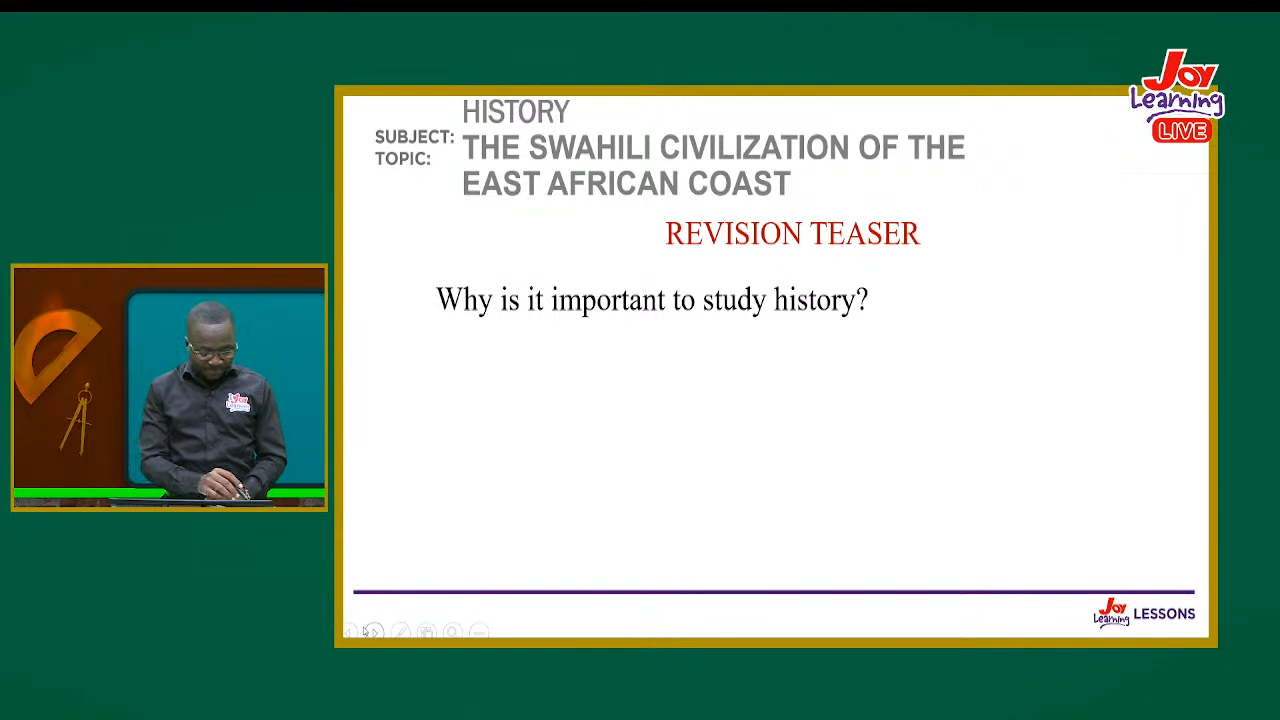 Joy
Learning
LIVE
HISTORY
SUBJECT:
TOPIC:
THE SWAHILI CIVILIZATION OF THE
EAST AFRICAN COAST
REVISION TEASER
Why is it important to study history?
Joy
Learning
LESSONS